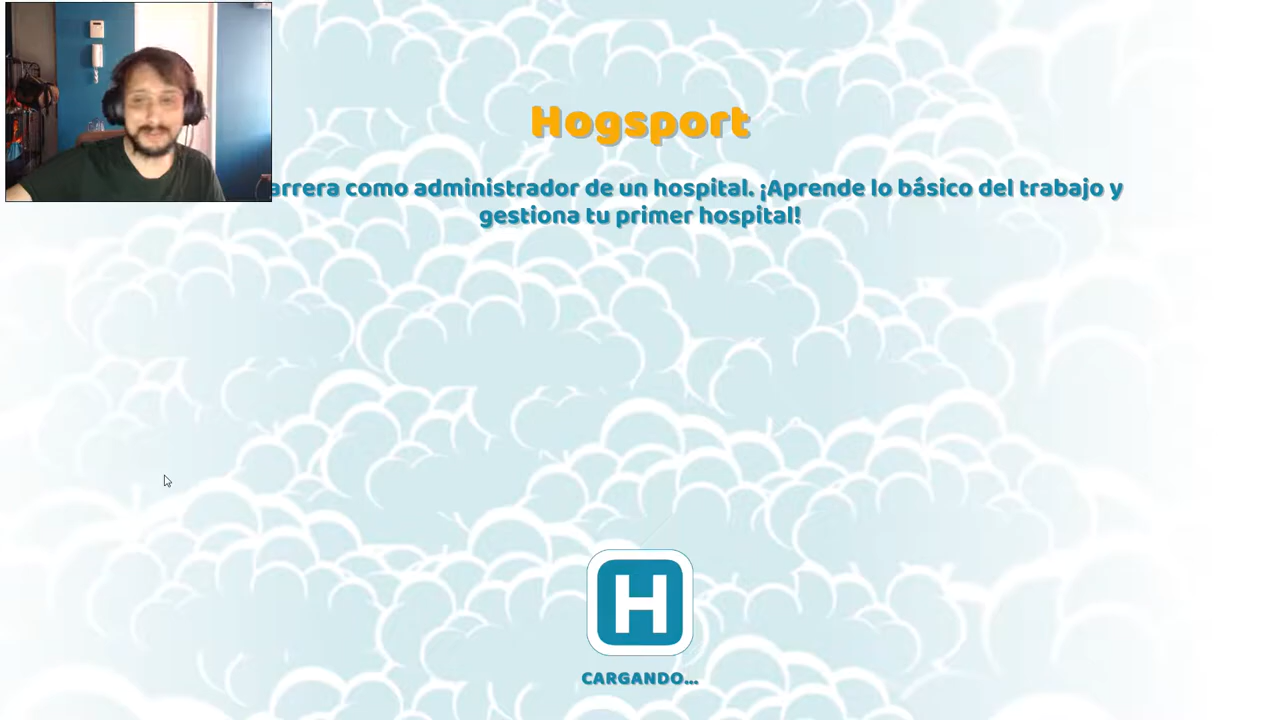 Hogsport
arrera como administrador de un hospital. ¡Aprende lo básico del trabajo y
gestiona tu primer hospital!
H
CARGANDO...